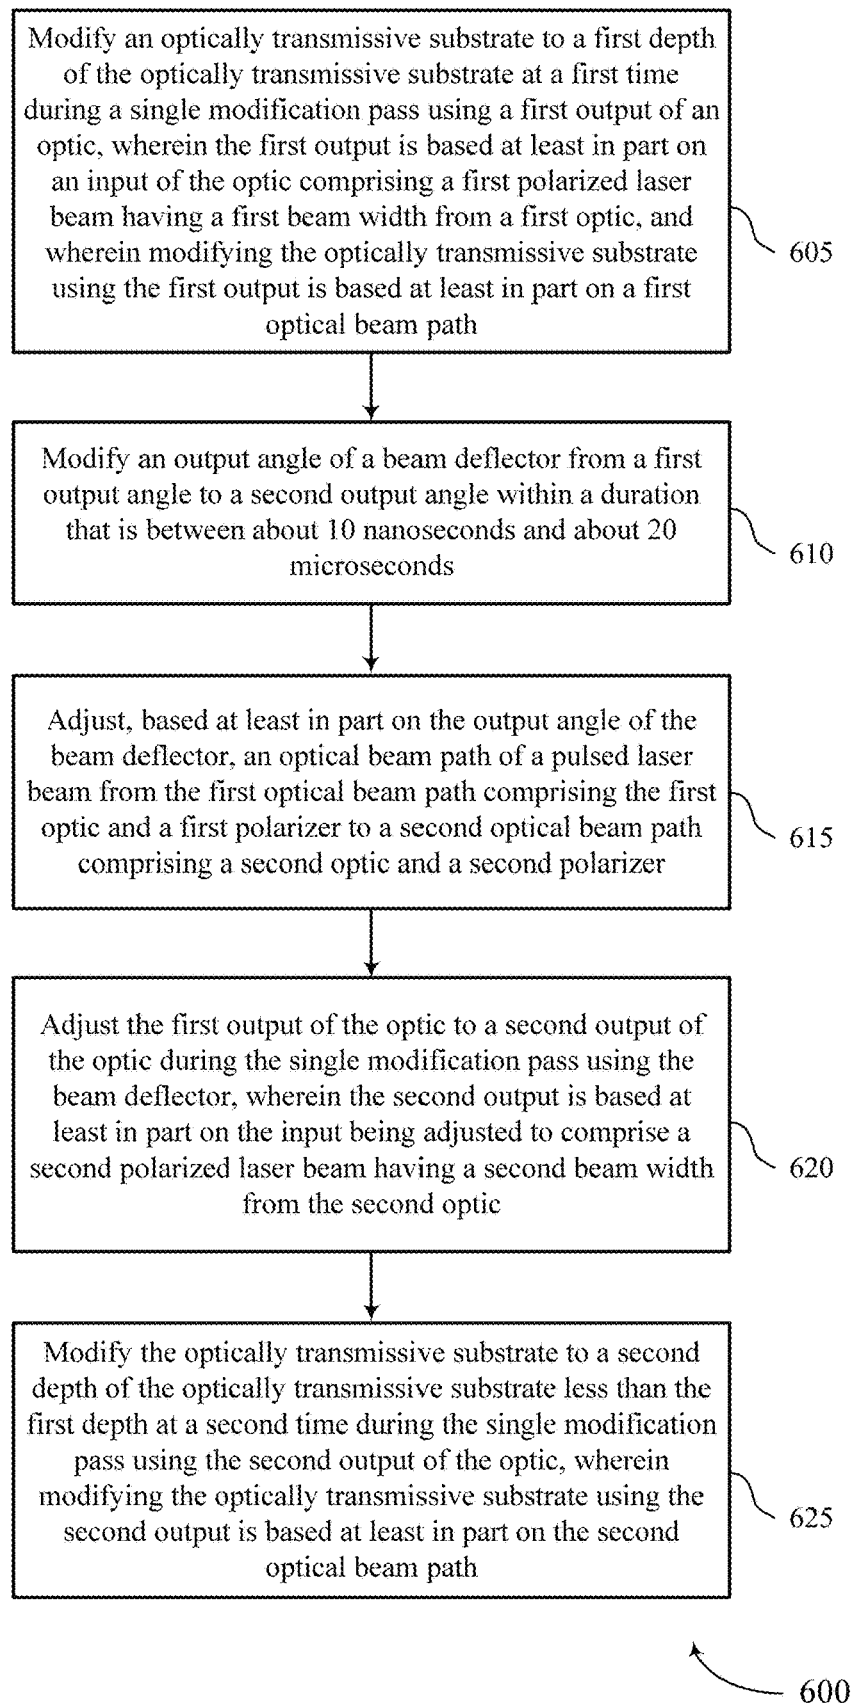 Modify an optically transmissive substrate to a first depth
of the optically transmissive substrate at a first time
during a single modification pass using a first output of an
optic, wherein the first output is based at least in part on
an input of the optic comprising a first polarized laser
beam having a first beam width from a first optic, and
wherein modifying the optically transmissive substrate
using the first output is based at least in part on a first
optical beam path
605
Modify an output angle of a beam deflector from a first
output angle to a second output angle within a duration
that is between about 10 nanoseconds and about 20
microseconds
610
Adjust, based at least in part on the output angle of the
beam deflector, an optical beam path of a pulsed laser
beam from the first optical beam path comprising the first
optic and a first polarizer to a second optical beam path
comprising a second optic and a second polarizer
615
Adjust the first output of the optic to a second output of
the optic during the single modification pass using the
beam deflector, wherein the second output is based at
least in part on the input being adjusted to comprise a
second polarized laser beam having a second beam width
from the second optic
620
Modify the optically transmissive substrate to a second
depth of the optically transmissive substrate less than the
first depth at a second time during the single modification
pass using the second output of the optic, wherein
modifying the optically transmissive substrate using the
second output is based at least in part on the second
optical beam path
625
600